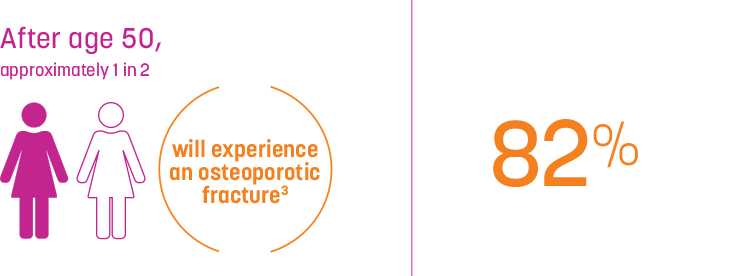 After age 50,
approximately 1 in 2
will experience
an osteoporotic
fracture³
82%